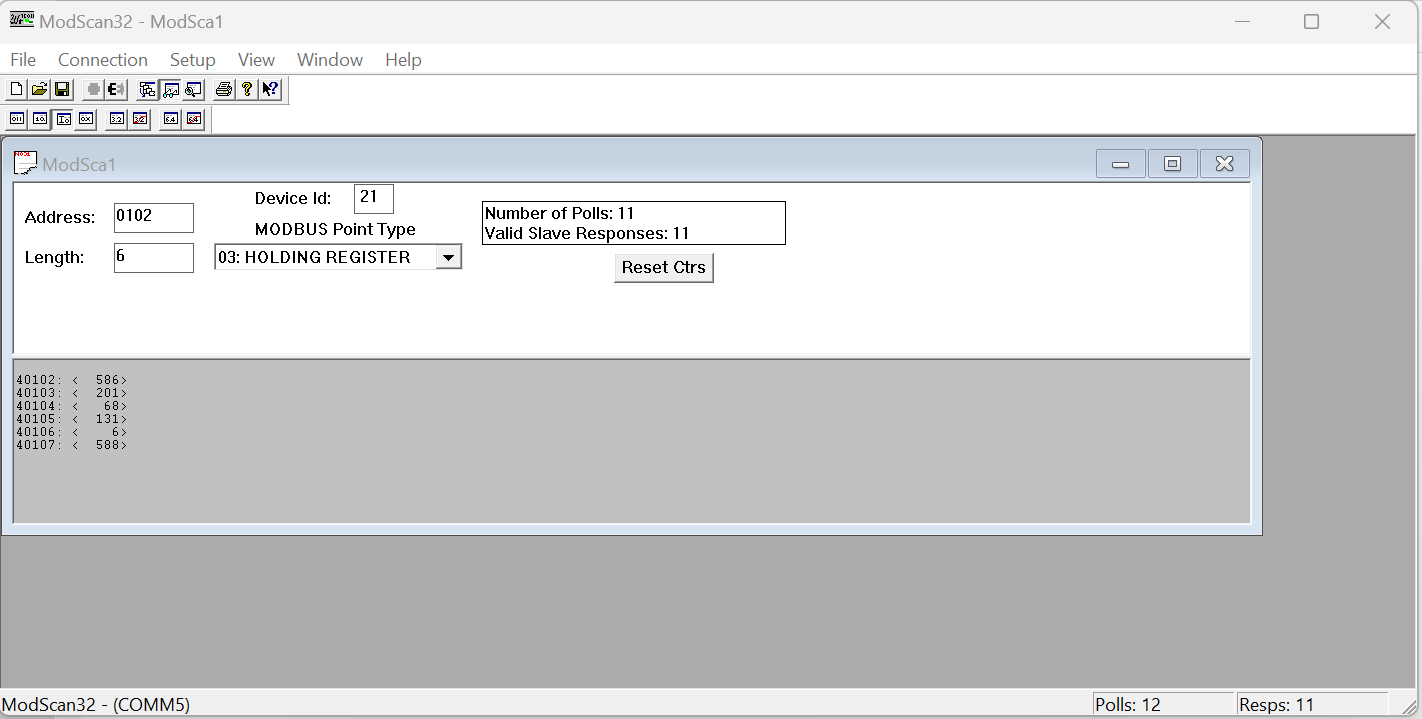 ModScan32 - ModSca1
File Connection Setup View Window Help
ModSca1
Address: 0102
Device Id: 21
Number of Polls: 11
Valid Slave Responses: 11
MODBUS Point Type
Length: 6
03: HOLDING REGISTER
Reset Ctrs
40102: <  586>
40103: <  201>
40104: <   68>
40105: <  131>
40106: <    6>
40107: <  588>
ModScan32 - (COMM5)
Polls: 12
Resps: 11